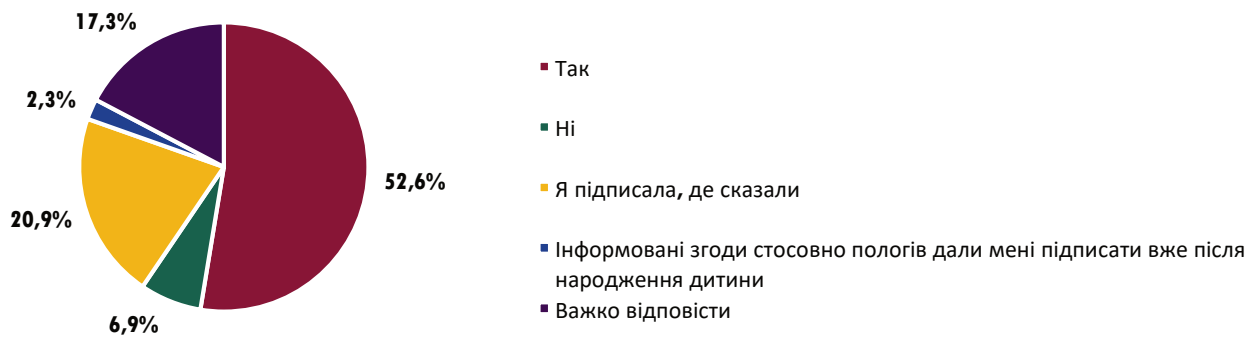 17,3%
2,3%
20,9%
6,9%
52,6%
Так
Ні
Я підписала, де сказали
Інформовані згоди стосовно пологів дали мені підписати вже після
народження дитини
Важко відповісти